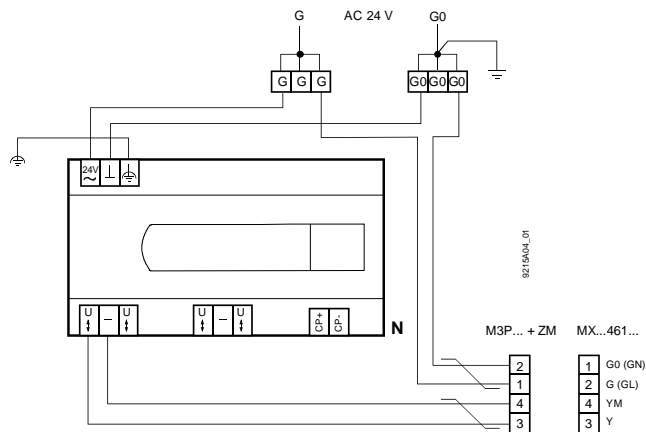 G AC 24 V G0
G G G G0 G0 G0
24V ~ ⊥
U – U U – U CP+ CP- N
9215A04_01
M3P... + ZM MX...461...
2 1 G0 (GN)
1 2 G (GL)
4 4 YM
3 3 Y